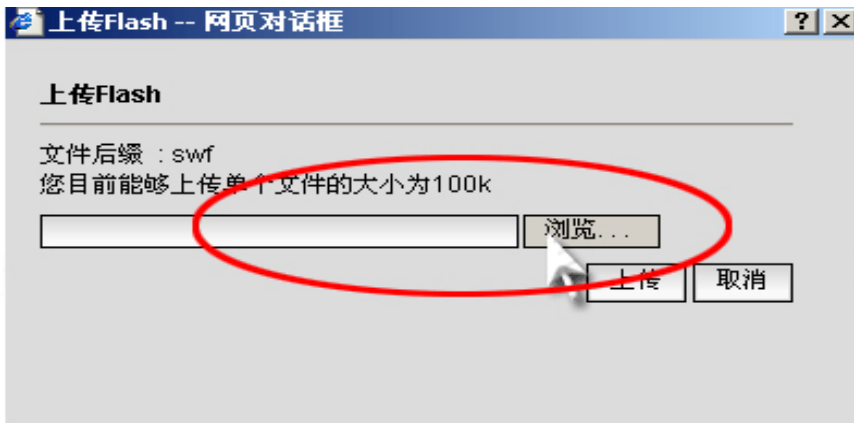 上传Flash -- 网页对话框
上传Flash
文件后缀 : swf
您目前能够上传单个文件的大小为100k
浏览...
上传 取消